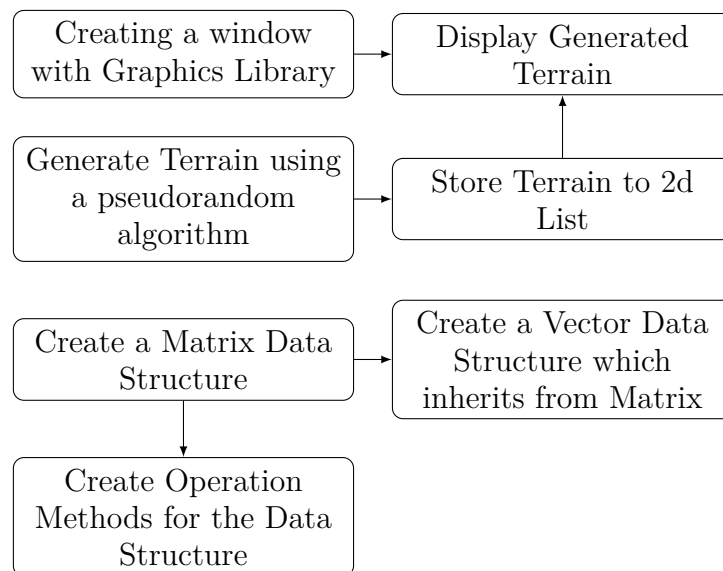 Creating a window
with Graphics Library
Display Generated
Terrain
Generate Terrain using
a pseudorandom
algorithm
Store Terrain to 2d
List
Create a Matrix Data
Structure
Create a Vector Data
Structure which
inherits from Matrix
Create Operation
Methods for the Data
Structure